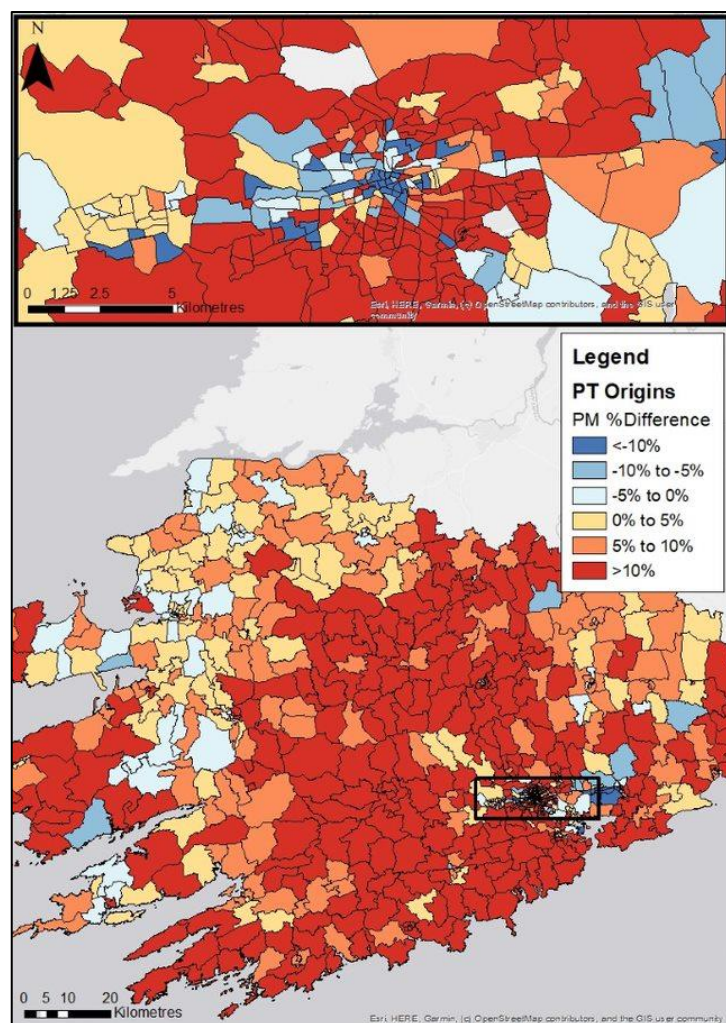 N
0 1.25 2.5 5
Kilometres
Esri, HERE, Garmin, (c) OpenStreetMap contributors, and the GIS user
community
Legend
PT Origins
PM %Difference
<-10%
-10% to -5%
-5% to 0%
0% to 5%
5% to 10%
>10%
0 5 10 20
Kilometres
Esri, HERE, Garmin, (c) OpenStreetMap contributors, and the GIS user community